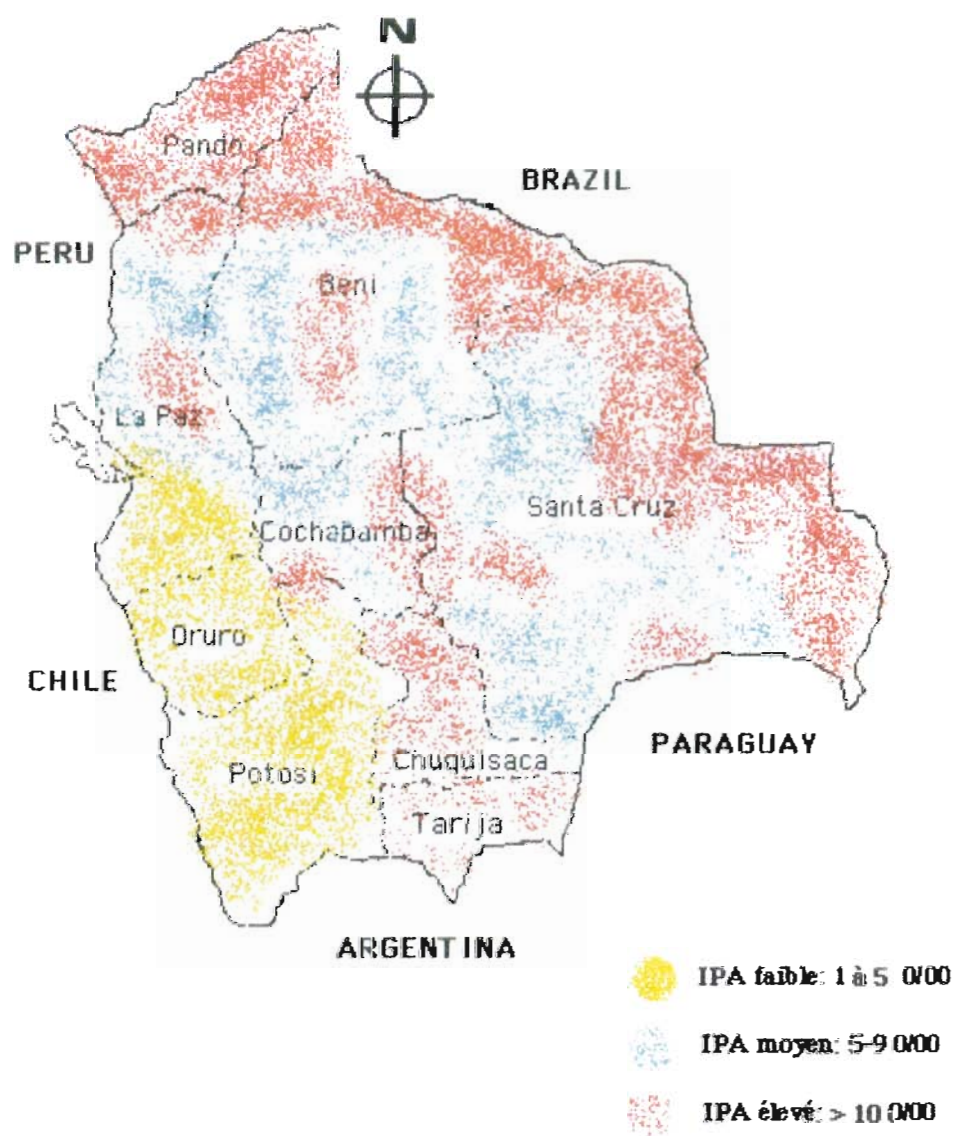 N
BRAZIL
Pando
PERU
Beni
La Paz
Santa Cruz
Cochabamba
Oruro
CHILE
PARAGUAY
Chuquisaca
Potosi
Tarija
ARGENTINA
IPA faible: 1 à 5 0/00
IPA moyen: 5-9 0/00
IPA élevé: > 10 0/00